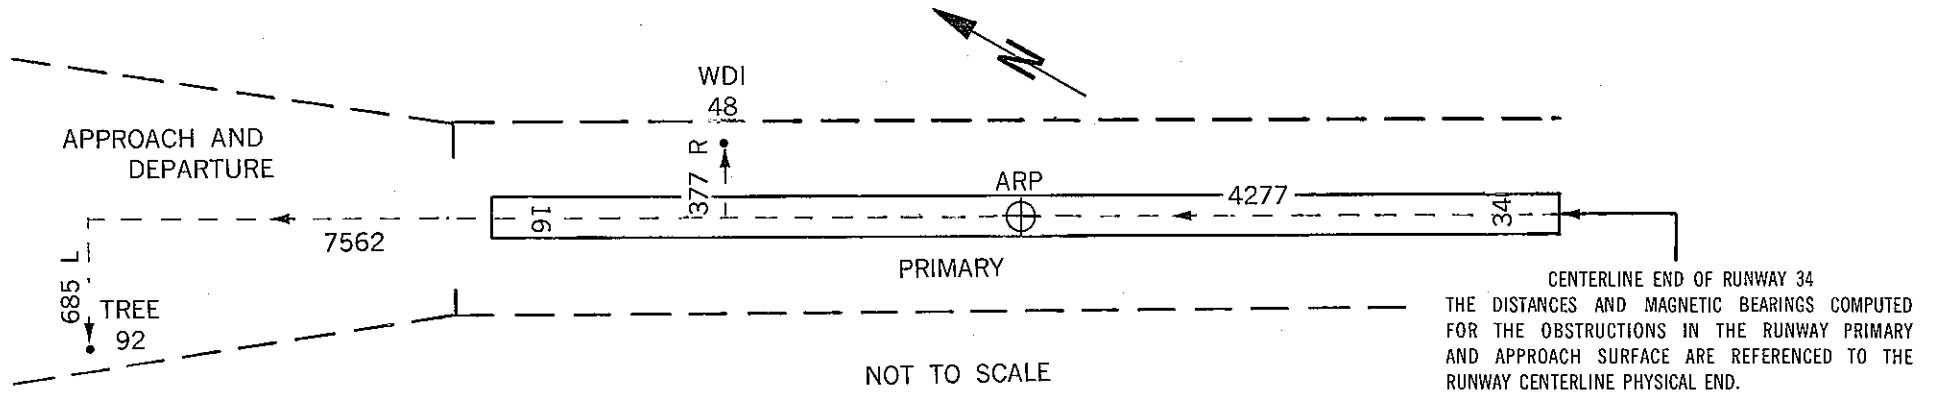 N
WDI
48
APPROACH AND
DEPARTURE
377 R
ARP
4277
16
34
7562
PRIMARY
685 L
TREE
92
CENTERLINE END OF RUNWAY 34
THE DISTANCES AND MAGNETIC BEARINGS COMPUTED
FOR THE OBSTRUCTIONS IN THE RUNWAY PRIMARY
AND APPROACH SURFACE ARE REFERENCED TO THE
RUNWAY CENTERLINE PHYSICAL END.
NOT TO SCALE